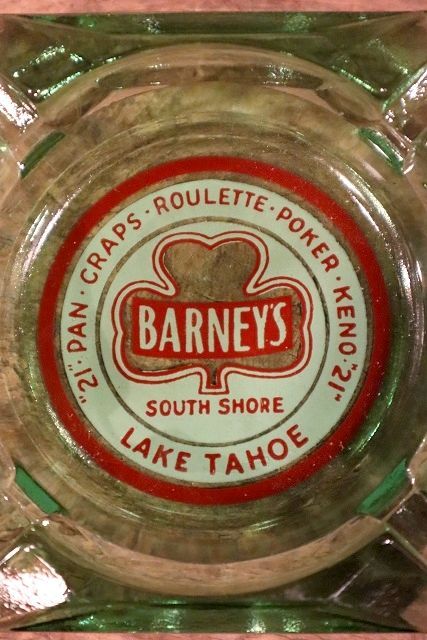 "21" · PAN · CRAPS · ROULETTE · POKER · KENO · "21"
BARNEY'S
SOUTH SHORE
LAKE TAHOE